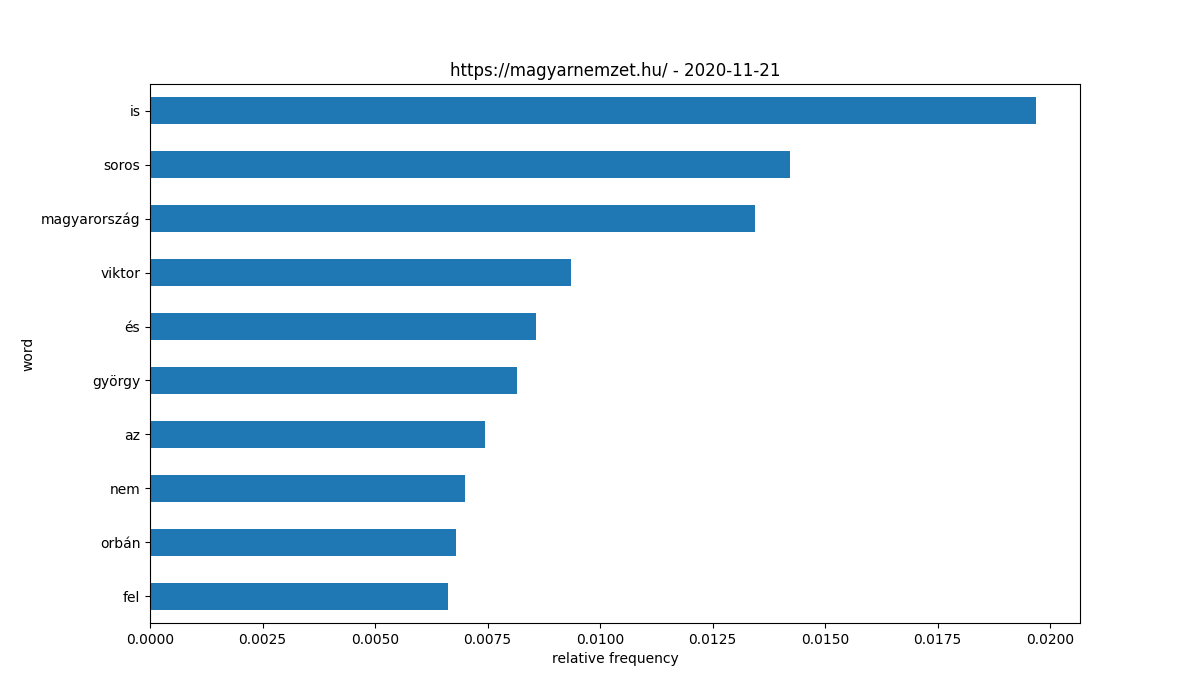 https://magyarnemzet.hu/ - 2020-11-21
is
soros
magyarország
viktor
és
györgy
az
nem
orbán
fel
word
0.0000 0.0025 0.0050 0.0075 0.0100 0.0125 0.0150 0.0175 0.0200
relative frequency